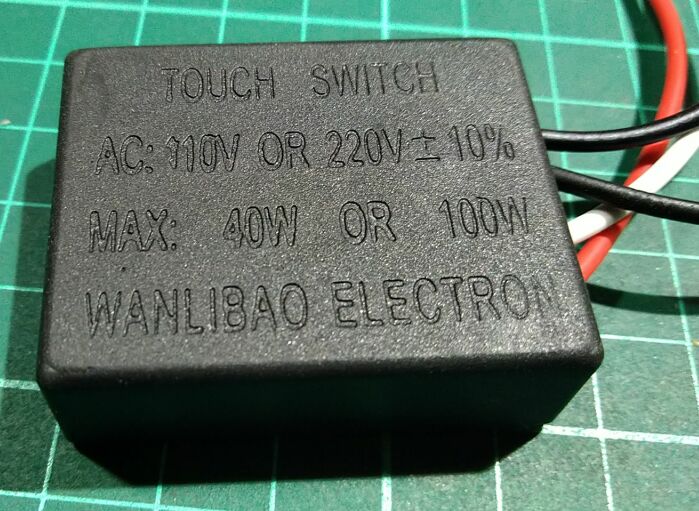 TOUCH SWITCH
AC: 110V OR 220V ± 10%
MAX: 40W OR 100W
WANLIBAO ELECTRON